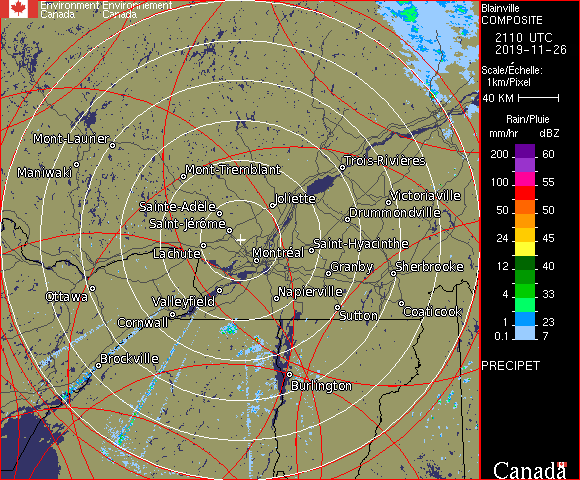 Environment Environnement
Canada Canada
Blainville
COMPOSITE
2110 UTC
2019-11-26
Scale/Échelle:
1km/Pixel
40 KM
Rain/Pluie
mm/hr dBZ
200 60
100 55
50 50
24 45
12 40
4 33
1 23
0.1 7
PRECIPET
Canada
Mont-Laurier
Maniwaki
Mont-Tremblant
Trois-Rivières
Joliette
Victoriaville
Sainte-Adèle
Drummondville
Saint-Jérôme
Saint-Hyacinthe
Lachute
Montréal
Granby
Sherbrooke
Ottawa
Napierville
Valleyfield
Sutton
Coaticook
Cornwall
Brockville
Burlington